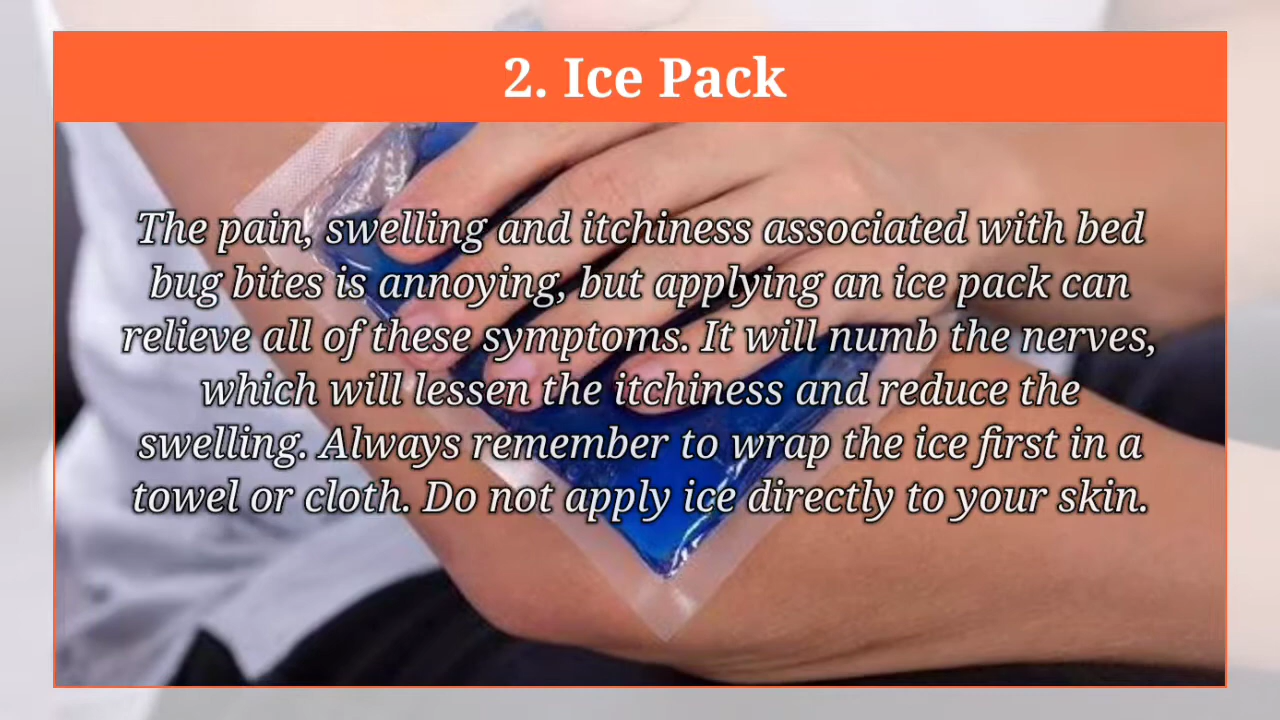 2. Ice Pack
The pain, swelling and itchiness associated with bed
bug bites is annoying, but applying an ice pack can
relieve all of these symptoms. It will numb the nerves,
which will lessen the itchiness and reduce the
swelling. Always remember to wrap the ice first in a
towel or cloth. Do not apply ice directly to your skin.